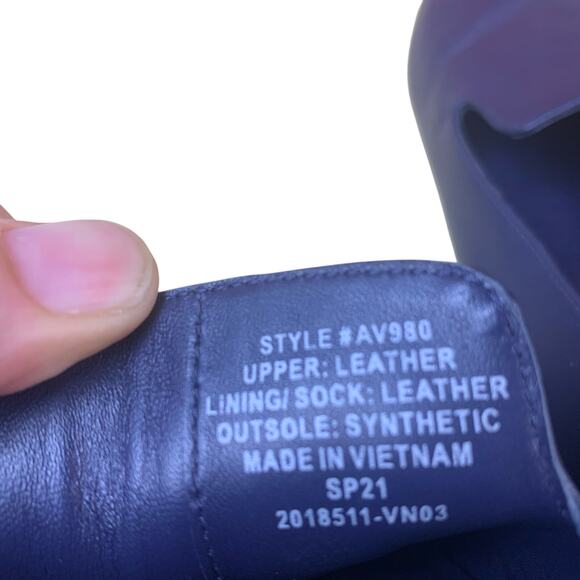 STYLE #AV980
UPPER: LEATHER
LINING/ SOCK: LEATHER
OUTSOLE: SYNTHETIC
MADE IN VIETNAM
SP21
2018511-VN03